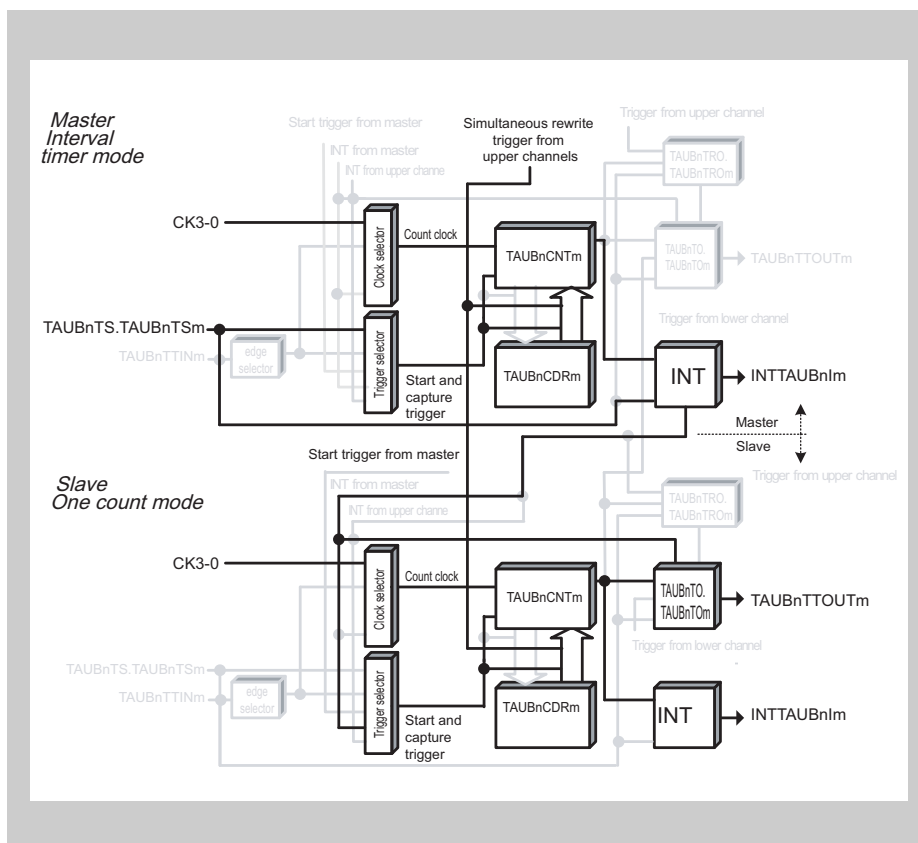 Master
Interval
timer mode
Start trigger from master
INT from master
INT from upper channe
Simultaneous rewrite
trigger from
upper channels
Trigger from upper channel
TAUBnTRO.
TAUBnTROm
CK3-0
Clock selector
Count clock
TAUBnCNTm
TAUBnTO.
TAUBnTOm
TAUBnTTOUTm
TAUBnTS.TAUBnTSm
TAUBnTTINm
edge
selector
Trigger selector
Start and
capture
trigger
TAUBnCDRm
Trigger from lower channel
INT
INTTAUBnIm
Master
Slave
Slave
One count mode
Start trigger from master
INT from master
INT from upper channe
Trigger from upper channel
TAUBnTRO.
TAUBnTROm
CK3-0
Clock selector
Count clock
TAUBnCNTm
TAUBnTO.
TAUBnTOm
TAUBnTTOUTm
TAUBnTS.TAUBnTSm
TAUBnTTINm
edge
selector
Trigger selector
Start and
capture
trigger
TAUBnCDRm
Trigger from lower channel
INT
INTTAUBnIm